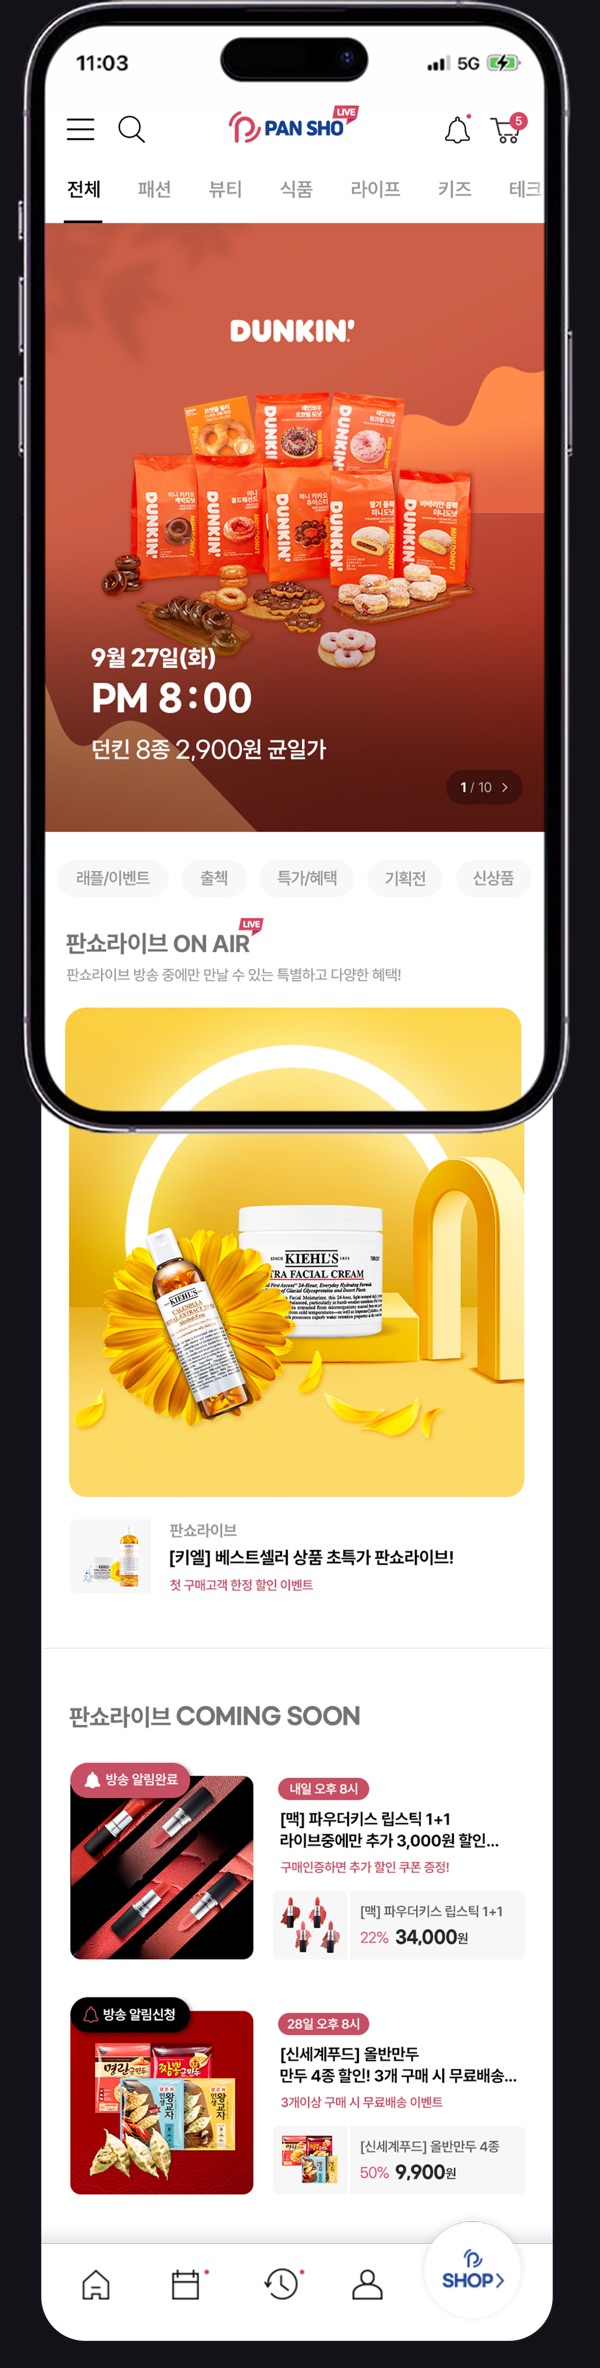 11:03
5G
PAN SHO
LIVE
5
전체 패션 뷰티 식품 라이프 키즈 테크
DUNKIN'
DUNKIN'
DUNKIN'
DUNKIN'
DUNKIN'
DUNKIN'
DUNKIN'
DUNKIN'
9월 27일(화)
PM 8:00
던킨 8종 2,900원 균일가
1 / 10 >
래플/이벤트 출첵 특가/혜택 기획전 신상품
판쇼라이브 ON AIR LIVE
판쇼라이브 방송 중에만 만날 수 있는 특별하고 다양한 혜택!
SINCE KIEHL'S 1851
TRA FACIAL CREAM
KIEHL'S
CALENDULA
Alcohol-Free
판쇼라이브
[키엘] 베스트셀러 상품 초특가 판쇼라이브!
첫 구매고객 한정 할인 이벤트
판쇼라이브 COMING SOON
방송 알림완료
내일 오후 8시
[맥] 파우더키스 립스틱 1+1
라이브중에만 추가 3,000원 할인...
구매인증하면 추가 할인 쿠폰 증정!
[맥] 파우더키스 립스틱 1+1
22% 34,000원
방송 알림신청
28일 오후 8시
[신세계푸드] 올반만두
만두 4종 할인! 3개 구매 시 무료배송...
3개이상 구매 시 무료배송 이벤트
[신세계푸드] 올반만두 4종
50% 9,900원
SHOP >